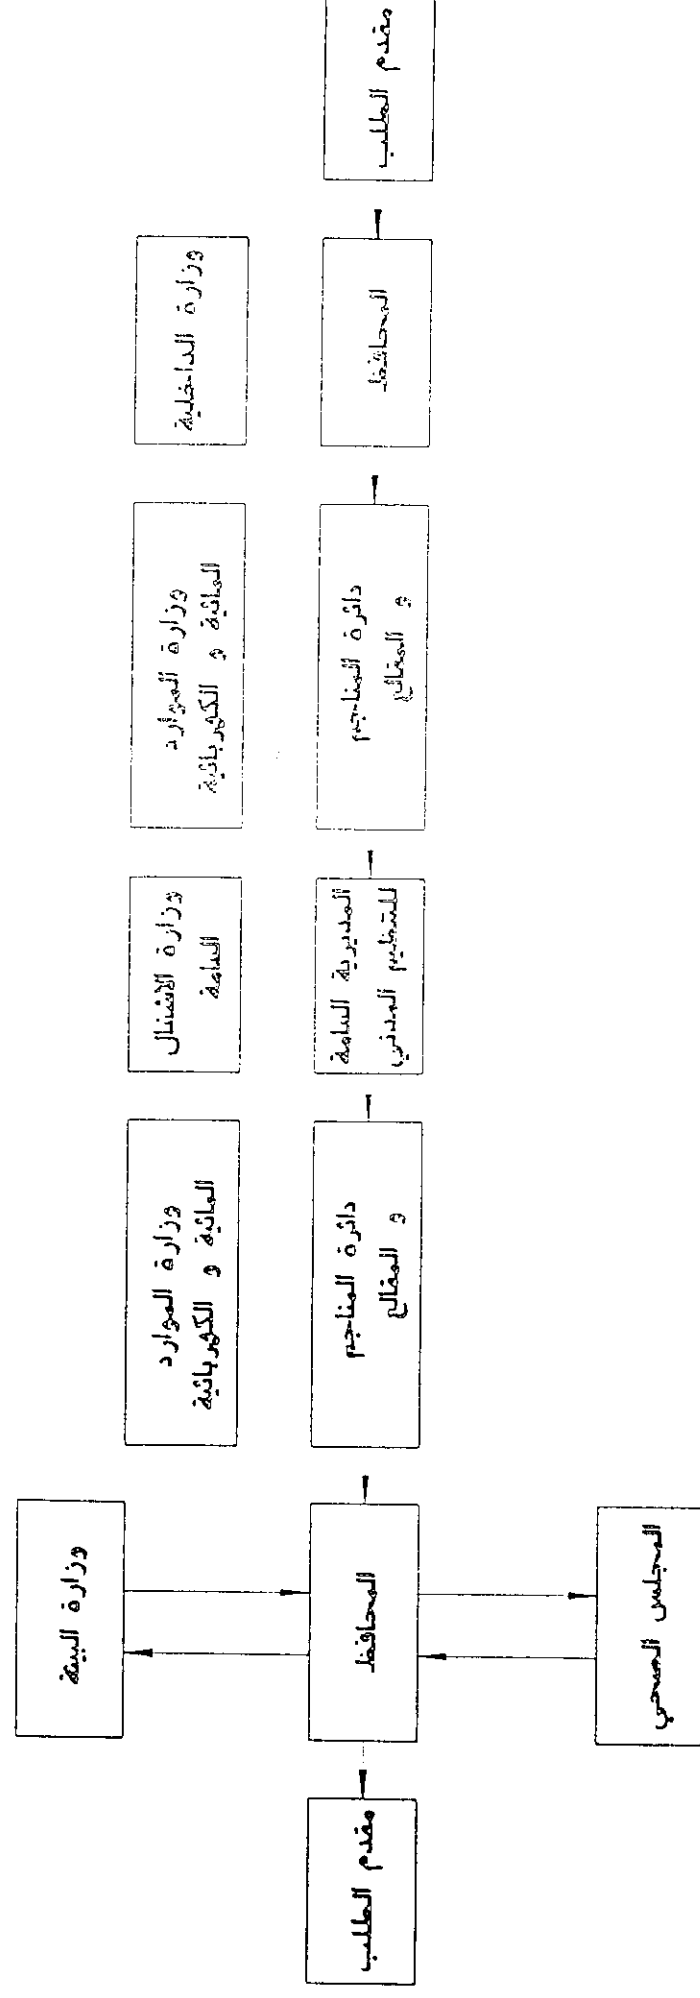 مقدم الطلب
وزارة الداخلية
المحافظ
وزارة الموارد
المائية و الكهربائية
دائرة المناجم
و المقالع
وزارة الاشغال
العامة
المديرية العامة
للتنظيم المدني
وزارة الموارد
المائية و الكهربائية
دائرة المناجم
و المقالع
وزارة البيئة
المحافظ
المجلس الصحي
مقدم الطلب